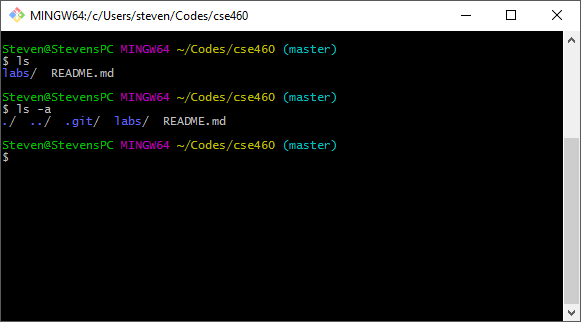 MINGW64:/c/Users/steven/Codes/cse460
Steven@StevensPC MINGW64 ~/Codes/cse460 (master)
$ ls
labs/  README.md
Steven@StevensPC MINGW64 ~/Codes/cse460 (master)
$ ls -a
./  ../  .git/  labs/  README.md
Steven@StevensPC MINGW64 ~/Codes/cse460 (master)
$